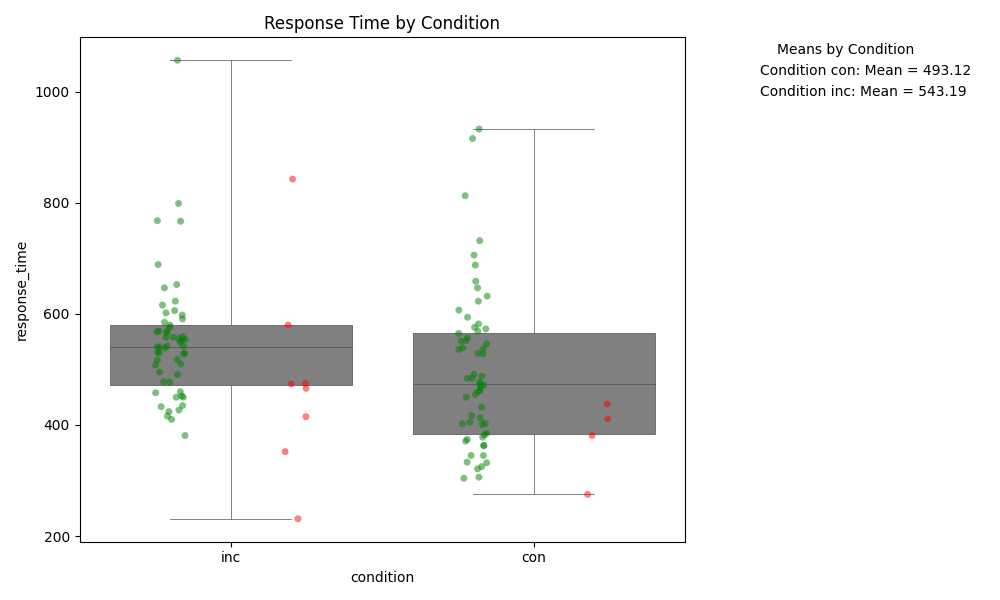 Response Time by Condition
Means by Condition
Condition con: Mean = 493.12
Condition inc: Mean = 543.19
response_time
1000
800
600
400
200
inc
con
condition